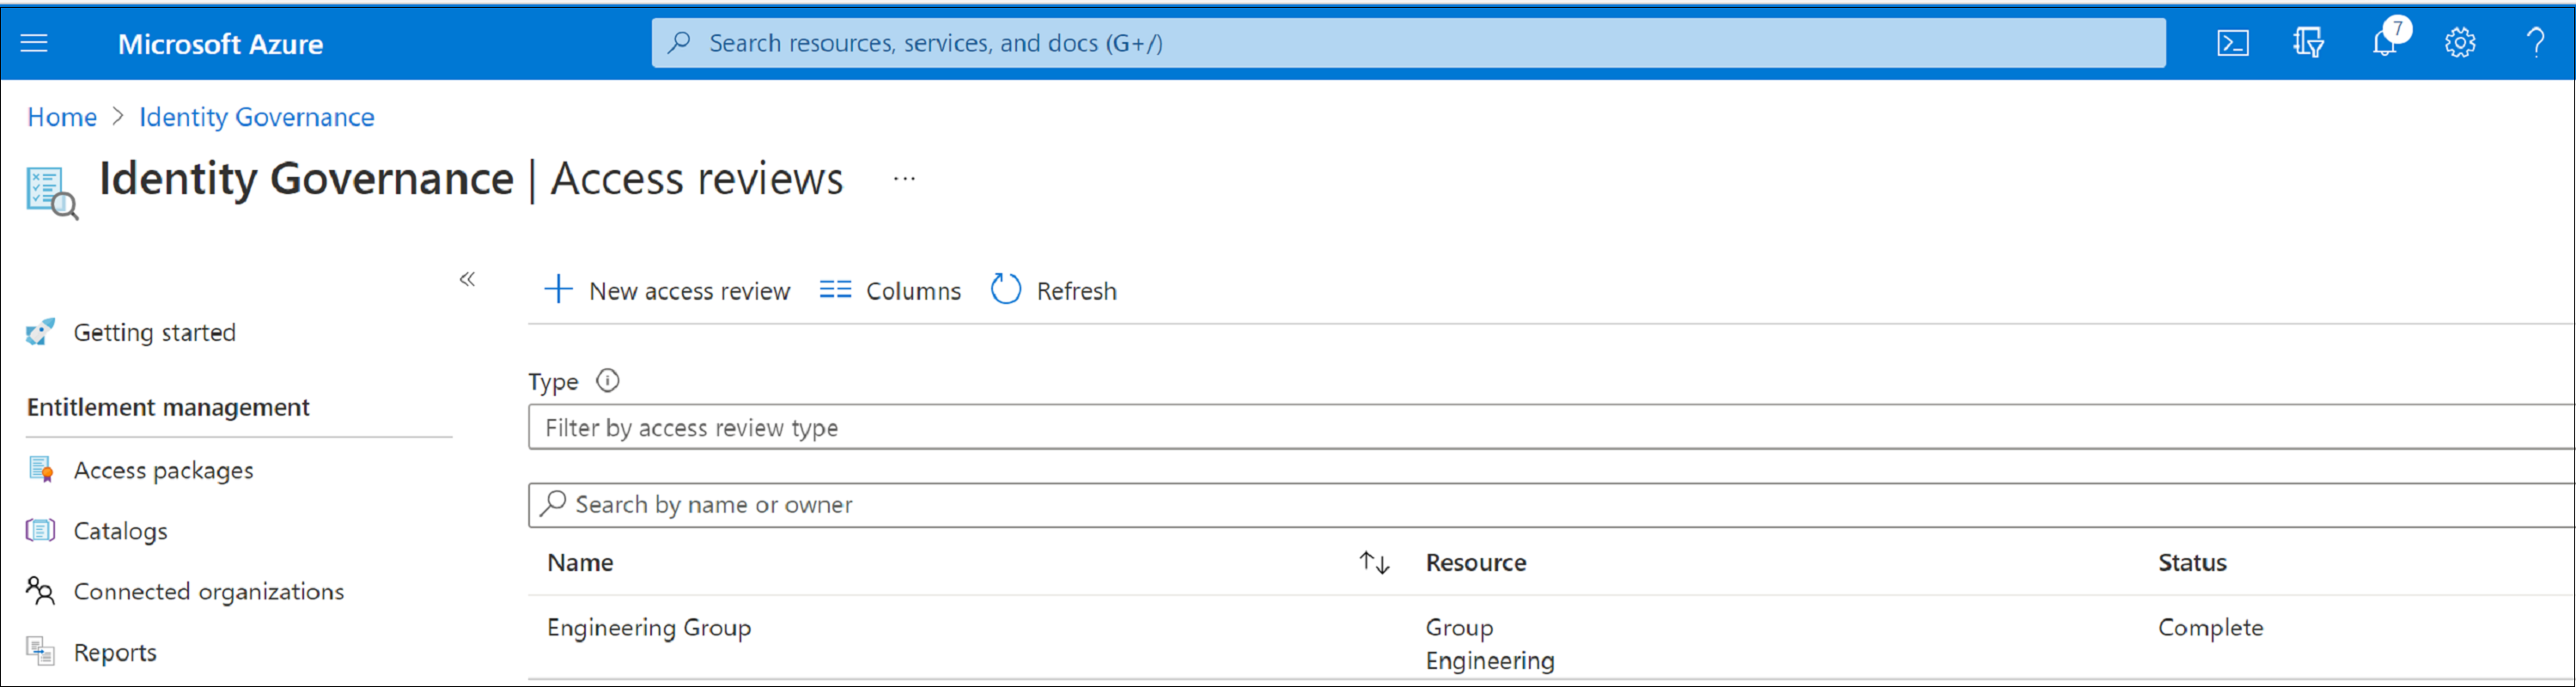 Microsoft Azure
Search resources, services, and docs (G+/)
7
Home > Identity Governance
Identity Governance | Access reviews ...
«
New access review
Columns
Refresh
Getting started
Entitlement management
Access packages
Catalogs
Connected organizations
Reports
Type
Filter by access review type
Search by name or owner
Name ↑↓ Resource Status
Engineering Group Group Complete
Engineering